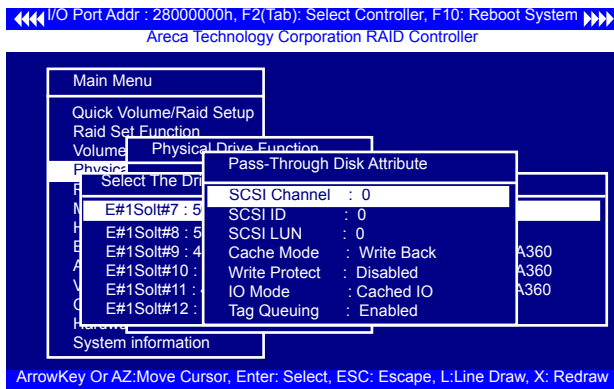 I/O Port Addr : 28000000h, F2(Tab): Select Controller, F10: Reboot System
Areca Technology Corporation RAID Controller
Main Menu
Quick Volume/Raid Setup
Raid Set Function
Volume
Physica
System information
Physical Drive Function
Select The Dri
E#1Solt#7 : 5
E#1Solt#8 : 5
E#1Solt#9 : 4
E#1Solt#10 :
E#1Solt#11 :
E#1Solt#12 :
A360
A360
A360
Pass-Through Disk Attribute
SCSI Channel : 0
SCSI ID : 0
SCSI LUN : 0
Cache Mode : Write Back
Write Protect : Disabled
IO Mode : Cached IO
Tag Queuing : Enabled
ArrowKey Or AZ:Move Cursor, Enter: Select, ESC: Escape, L:Line Draw, X: Redraw